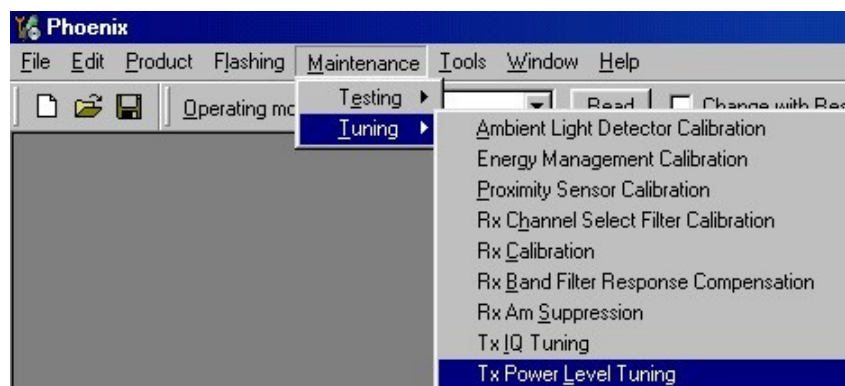 Phoenix
File Edit Product Flashing Maintenance Tools Window Help
Operating Read Change with
Testing
Tuning
Ambient Light Detector Calibration
Energy Management Calibration
Proximity Sensor Calibration
Rx Channel Select Filter Calibration
Rx Calibration
Rx Band Filter Response Compensation
Rx Am Suppression
Tx IQ Tuning
Tx Power Level Tuning